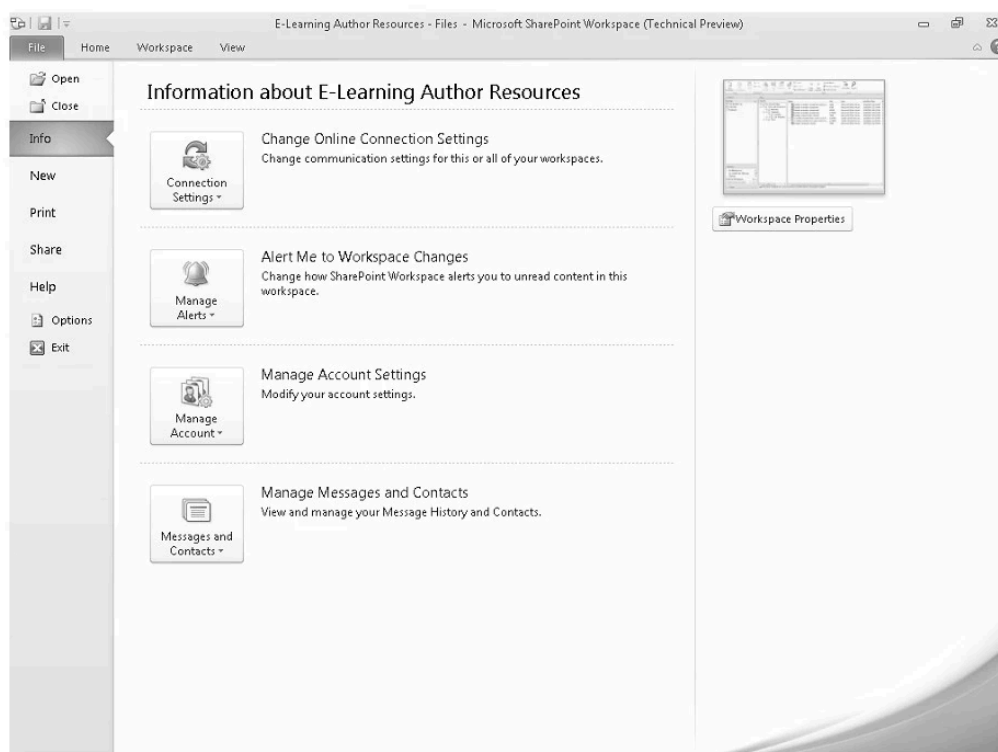 E-Learning Author Resources - Files - Microsoft SharePoint Workspace (Technical Preview)
File
Home
Workspace
View
Open
Close
Info
New
Print
Share
Help
Options
Exit
Information about E-Learning Author Resources
Connection
Settings
Change Online Connection Settings
Change communication settings for this or all of your workspaces.
Manage
Alerts
Alert Me to Workspace Changes
Change how SharePoint Workspace alerts you to unread content in this
workspace.
Manage
Account
Manage Account Settings
Modify your account settings.
Messages and
Contacts
Manage Messages and Contacts
View and manage your Message History and Contacts.
Workspace Properties